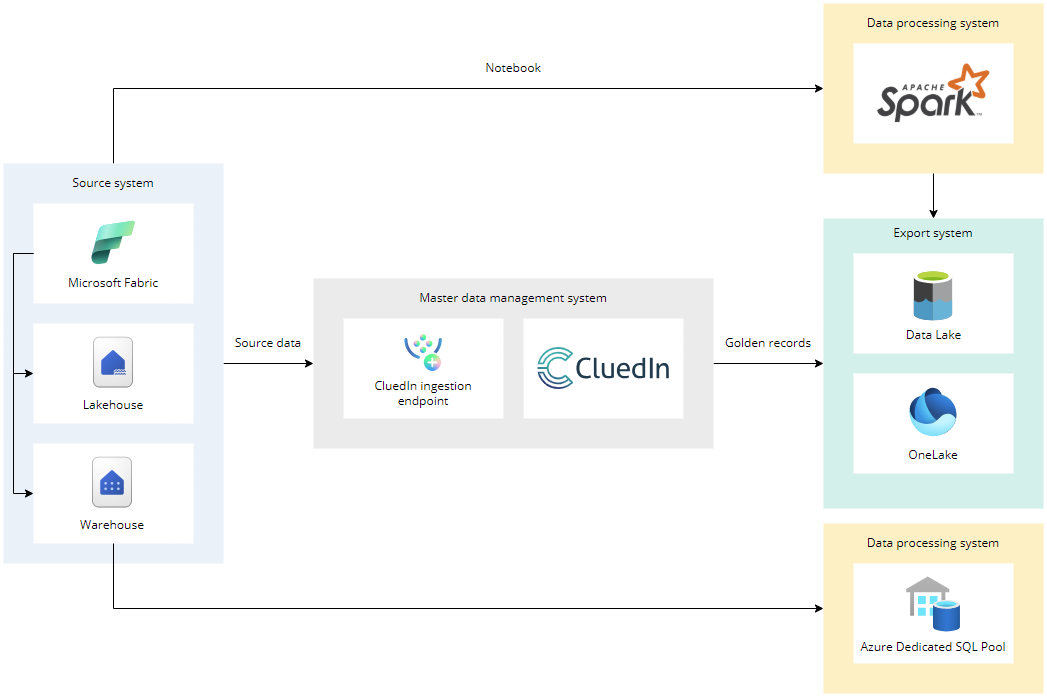 Data processing system
APACHE
Spark™
Notebook
Source system
Microsoft Fabric
Lakehouse
Warehouse
Source data
Master data management system
CluedIn ingestion
endpoint
CluedIn
Golden records
Export system
Data Lake
OneLake
Data processing system
Azure Dedicated SQL Pool